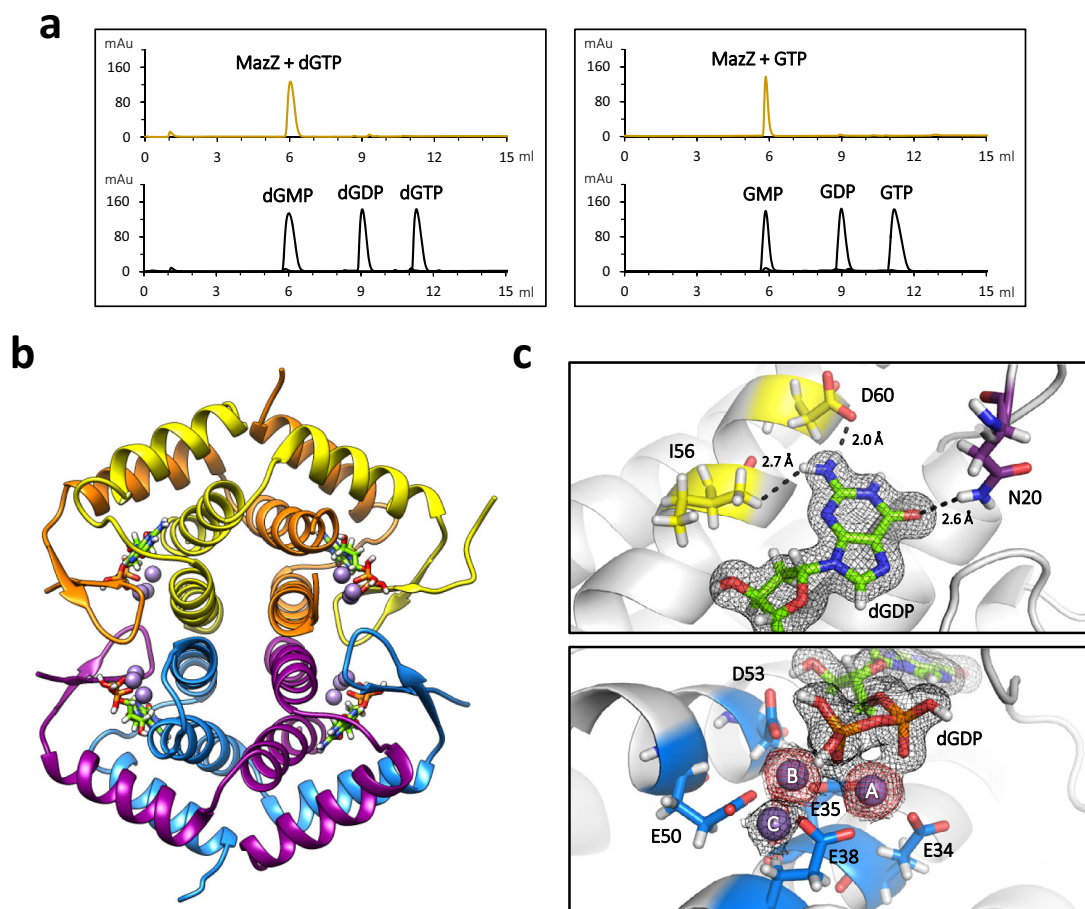 a
mAu
160
80
0
MazZ + dGTP
0 3 6 9 12 15 ml
mAu
160
80
0
dGMP dGDP dGTP
0 3 6 9 12 15 ml
mAu
160
80
0
MazZ + GTP
0 3 6 9 12 15 ml
mAu
160
80
0
GMP GDP GTP
0 3 6 9 12 15 ml
b
c
D60
2.0 Å
I56
2.7 Å
N20
2.6 Å
dGDP
D53
dGDP
B
A
E35
C
E50
E38
E34